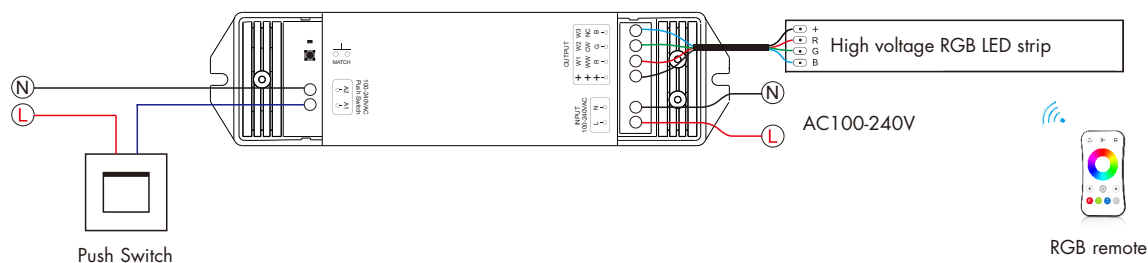 MATCH
100-240VAC
Push Switch
A2
A1
OUTPUT
W3 NC B
W2 CW G
W1 WW R
+ + +
INPUT
100-240VAC
N
L
+
R
G
B
High voltage RGB LED strip
N
L
N
L
AC100-240V
Push Switch
RGB remote